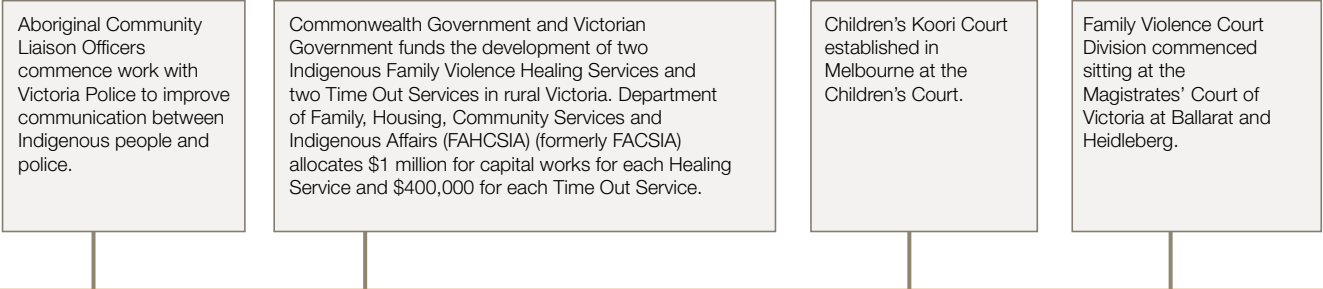 Aboriginal Community
Liaison Officers
commence work with
Victoria Police to improve
communication between
Indigenous people and
police.
Commonwealth Government and Victorian
Government funds the development of two
Indigenous Family Violence Healing Services and
two Time Out Services in rural Victoria. Department
of Family, Housing, Community Services and
Indigenous Affairs (FAHCSIA) (formerly FACSIA)
allocates $1 million for capital works for each Healing
Service and $400,000 for each Time Out Service.
Children’s Koori Court
established in
Melbourne at the
Children’s Court.
Family Violence Court
Division commenced
sitting at the
Magistrates’ Court of
Victoria at Ballarat and
Heidleberg.